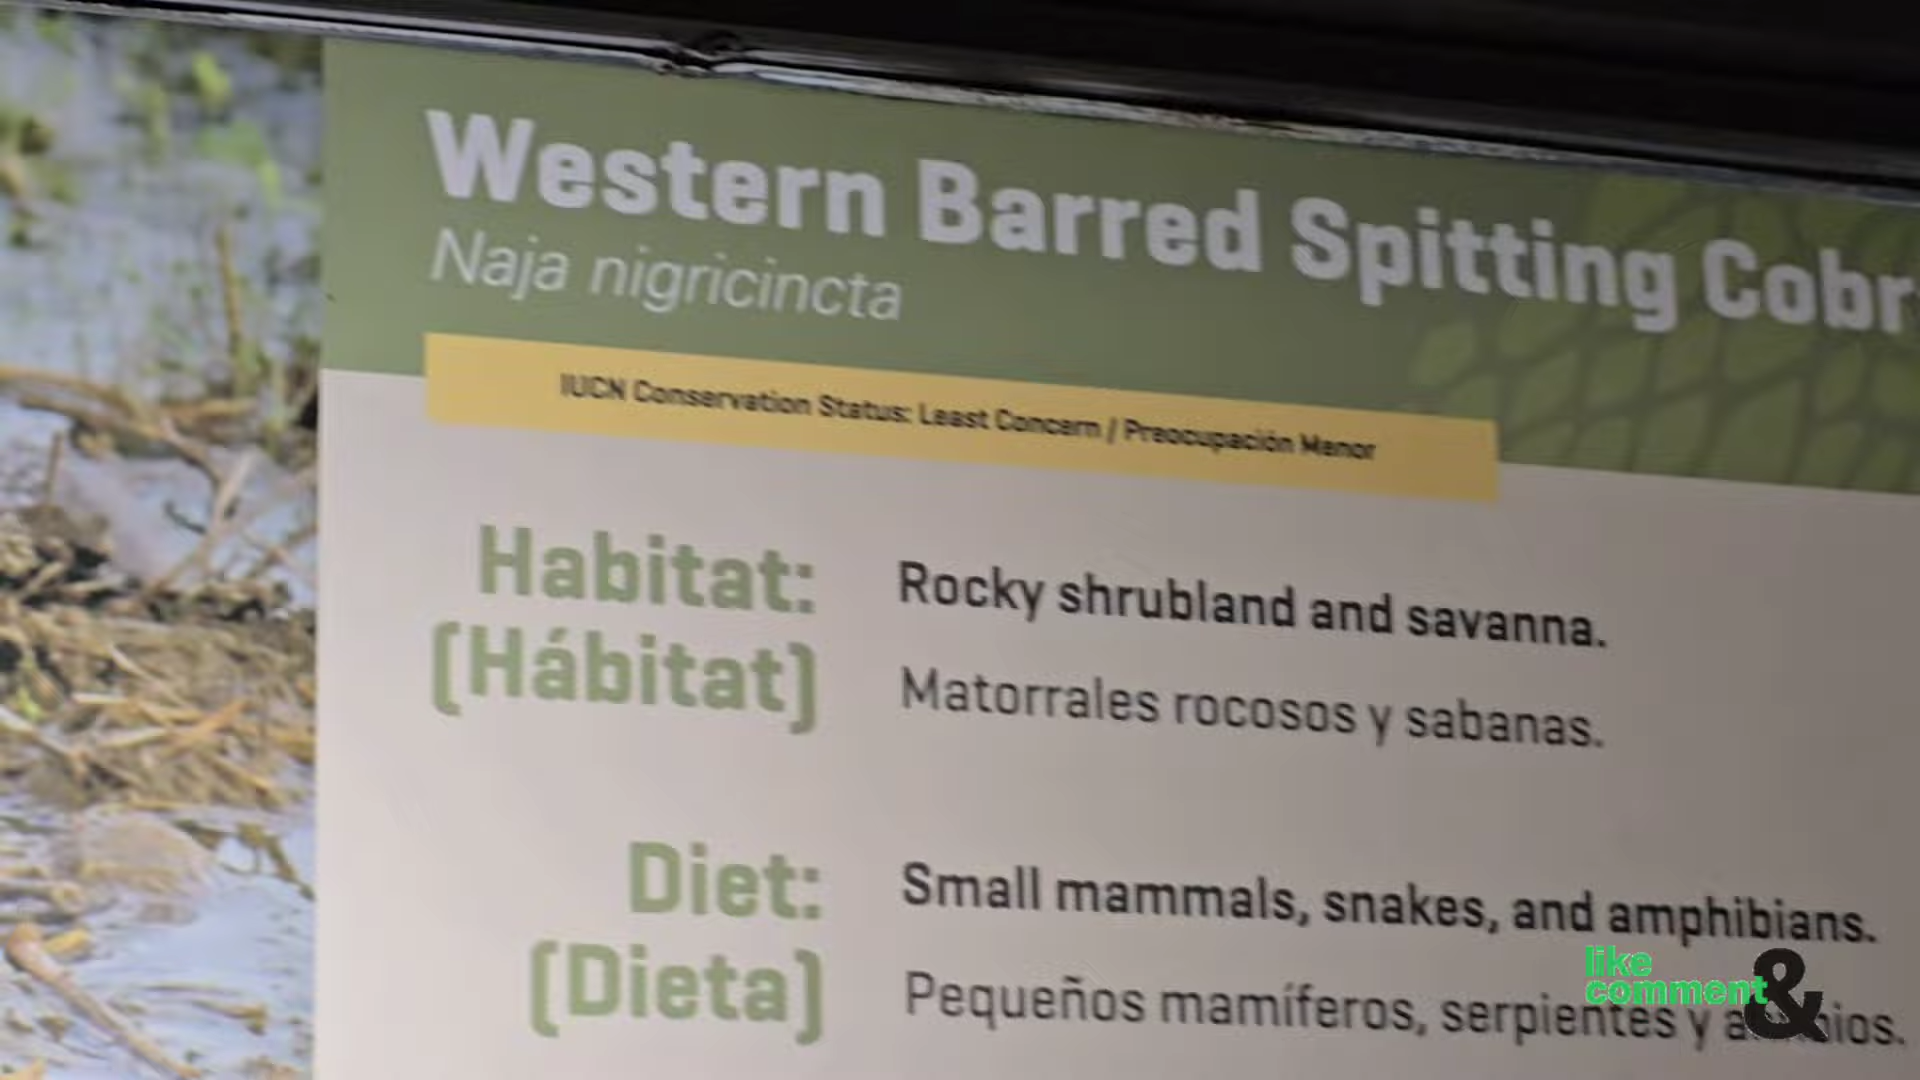 Western Barred Spitting Cobr
Naja nigricincta
IUCN Conservation Status: Least Concern / Preocupación Menor
Habitat: Rocky shrubland and savanna.
(Hábitat) Matorrales rocosos y sabanas.
Diet: Small mammals, snakes, and amphibians.
(Dieta) Pequeños mamíferos, serpientes y
like
comment &